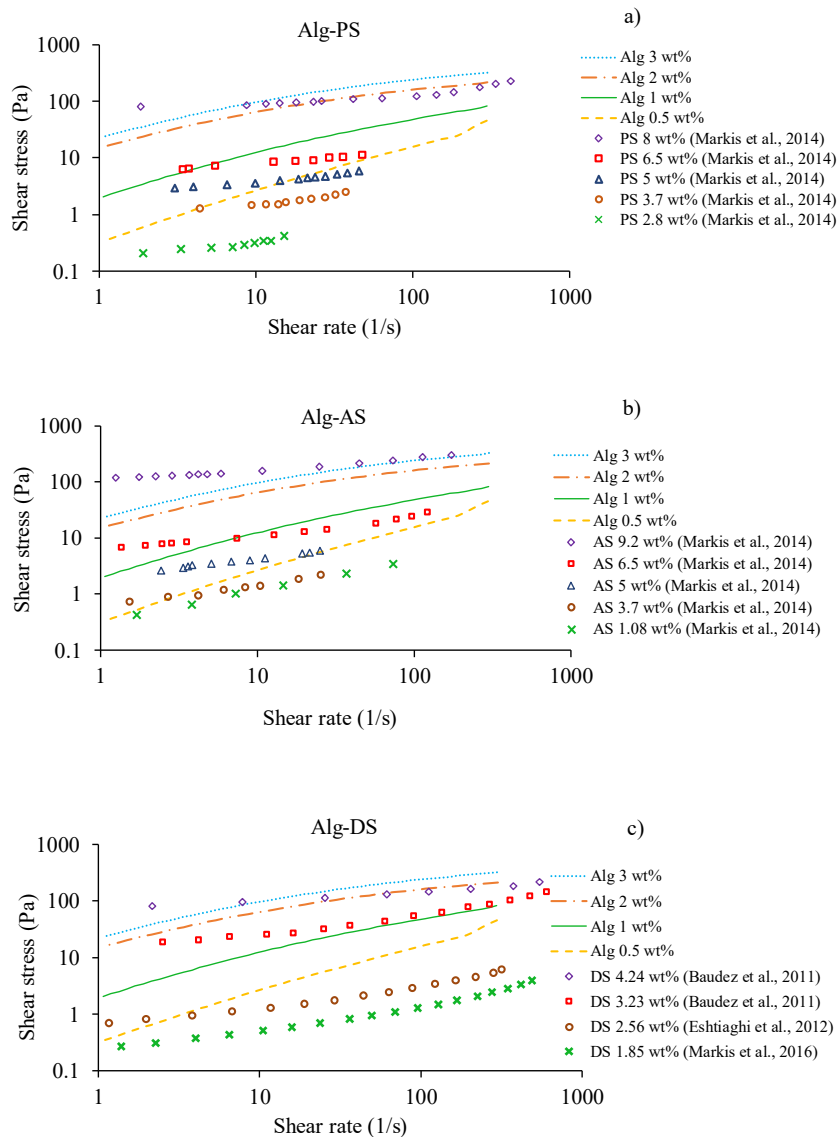 a)
Alg-PS
Shear stress (Pa)
1000
100
10
1
0.1
1
10
100
1000
Shear rate (1/s)
Alg 3 wt%
Alg 2 wt%
Alg 1 wt%
Alg 0.5 wt%
PS 8 wt% (Markis et al., 2014)
PS 6.5 wt% (Markis et al., 2014)
PS 5 wt% (Markis et al., 2014)
PS 3.7 wt% (Markis et al., 2014)
PS 2.8 wt% (Markis et al., 2014)
b)
Alg-AS
Shear stress (Pa)
1000
100
10
1
0.1
1
10
100
1000
Shear rate (1/s)
Alg 3 wt%
Alg 2 wt%
Alg 1 wt%
Alg 0.5 wt%
AS 9.2 wt% (Markis et al., 2014)
AS 6.5 wt% (Markis et al., 2014)
AS 5 wt% (Markis et al., 2014)
AS 3.7 wt% (Markis et al., 2014)
AS 1.08 wt% (Markis et al., 2014)
c)
Alg-DS
Shear stress (Pa)
1000
100
10
1
0.1
1
10
100
1000
Shear rate (1/s)
Alg 3 wt%
Alg 2 wt%
Alg 1 wt%
Alg 0.5 wt%
DS 4.24 wt% (Baudez et al., 2011)
DS 3.23 wt% (Baudez et al., 2011)
DS 2.56 wt% (Eshtiaghi et al., 2012)
DS 1.85 wt% (Markis et al., 2016)